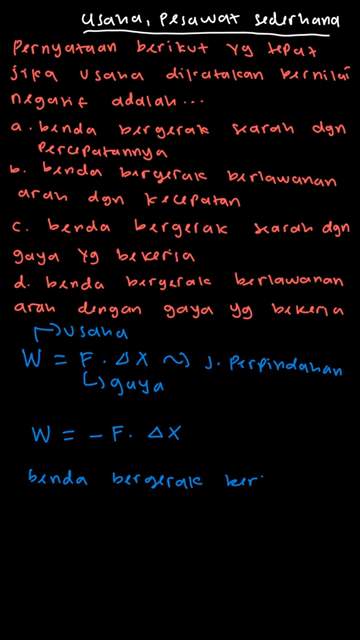 Usaha, Pesawat Sederhana
Pernyataan berikut yg tepat
jika usaha dikatakan bernilai
negatif adalah...
a. benda bergerak searah dgn
percepatannya
b. benda bergerak berlawanan
arah dgn kecepatan
c. benda bergerak searah dgn
gaya yg bekerja
d. benda bergerak berlawanan
arah dengan gaya yg bekerja
↱usaha
W = F. ΔX ~> J. perpindahan
↳gaya
W = - F. ΔX
benda bergerak ker